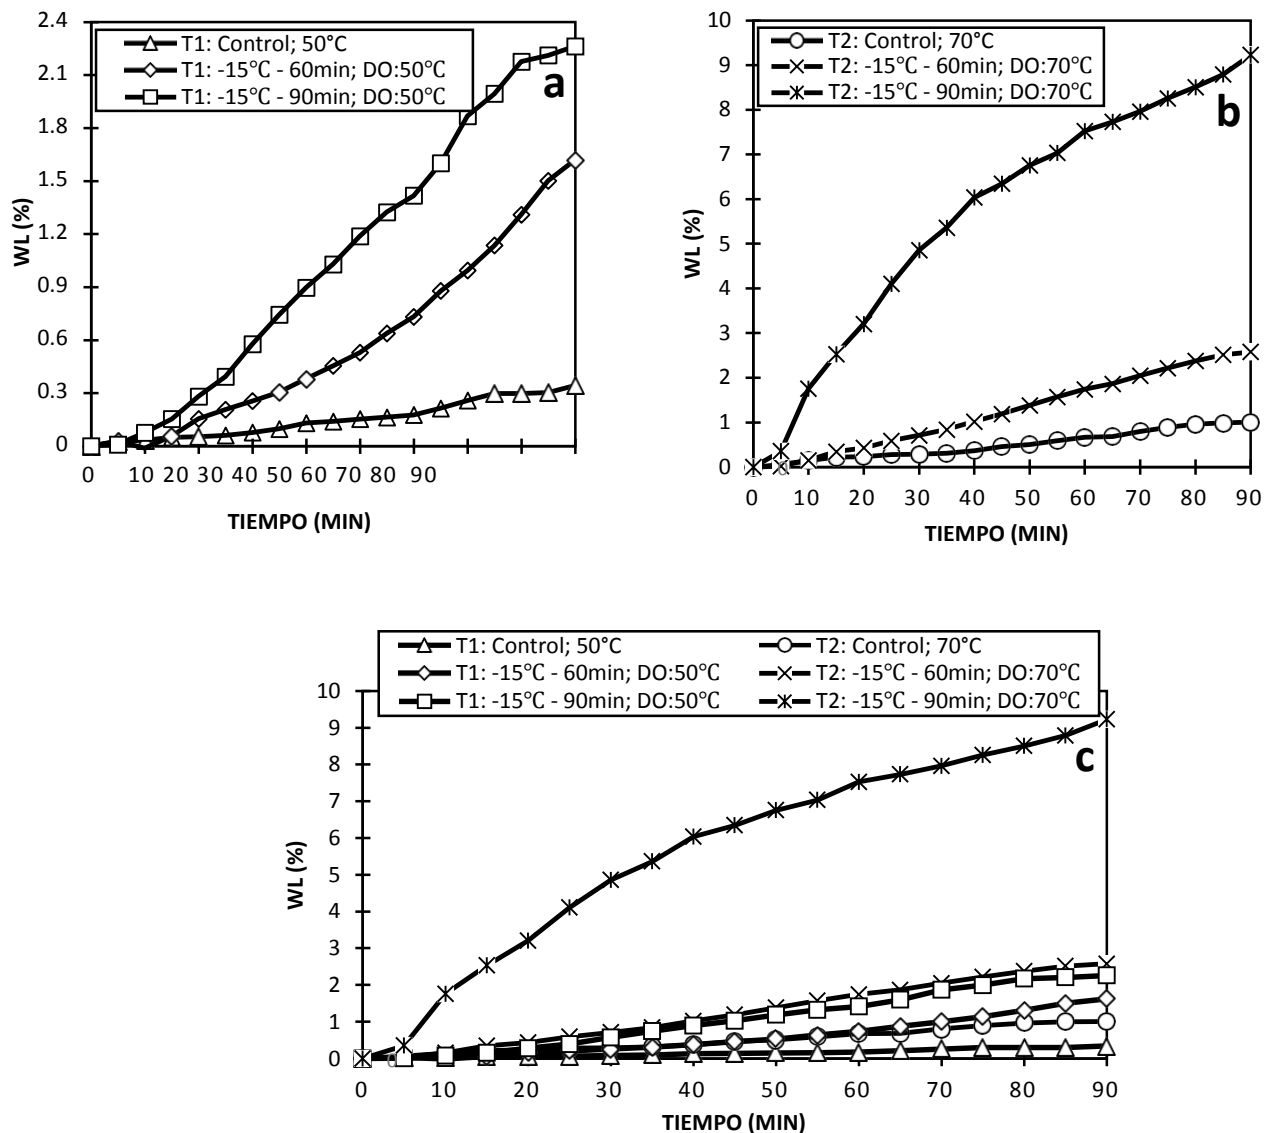 2.4
2.1
1.8
1.5
1.2
0.9
0.6
0.3
0
WL (%)
T1: Control; 50°C
T1: -15℃ - 60min; DO:50℃
T1: -15℃ - 90min; DO:50℃
a
0 10 20 30 40 50 60 70 80 90
TIEMPO (MIN)
10
9
8
7
6
5
4
3
2
1
0
WL (%)
T2: Control; 70°C
T2: -15℃ - 60min; DO:70℃
T2: -15℃ - 90min; DO:70℃
b
0 10 20 30 40 50 60 70 80 90
TIEMPO (MIN)
T1: Control; 50°C T2: Control; 70°C
T1: -15℃ - 60min; DO:50℃ T2: -15℃ - 60min; DO:70℃
T1: -15℃ - 90min; DO:50℃ T2: -15℃ - 90min; DO:70℃
10
9
8
7
6
5
4
3
2
1
0
WL (%)
c
0 10 20 30 40 50 60 70 80 90
TIEMPO (MIN)